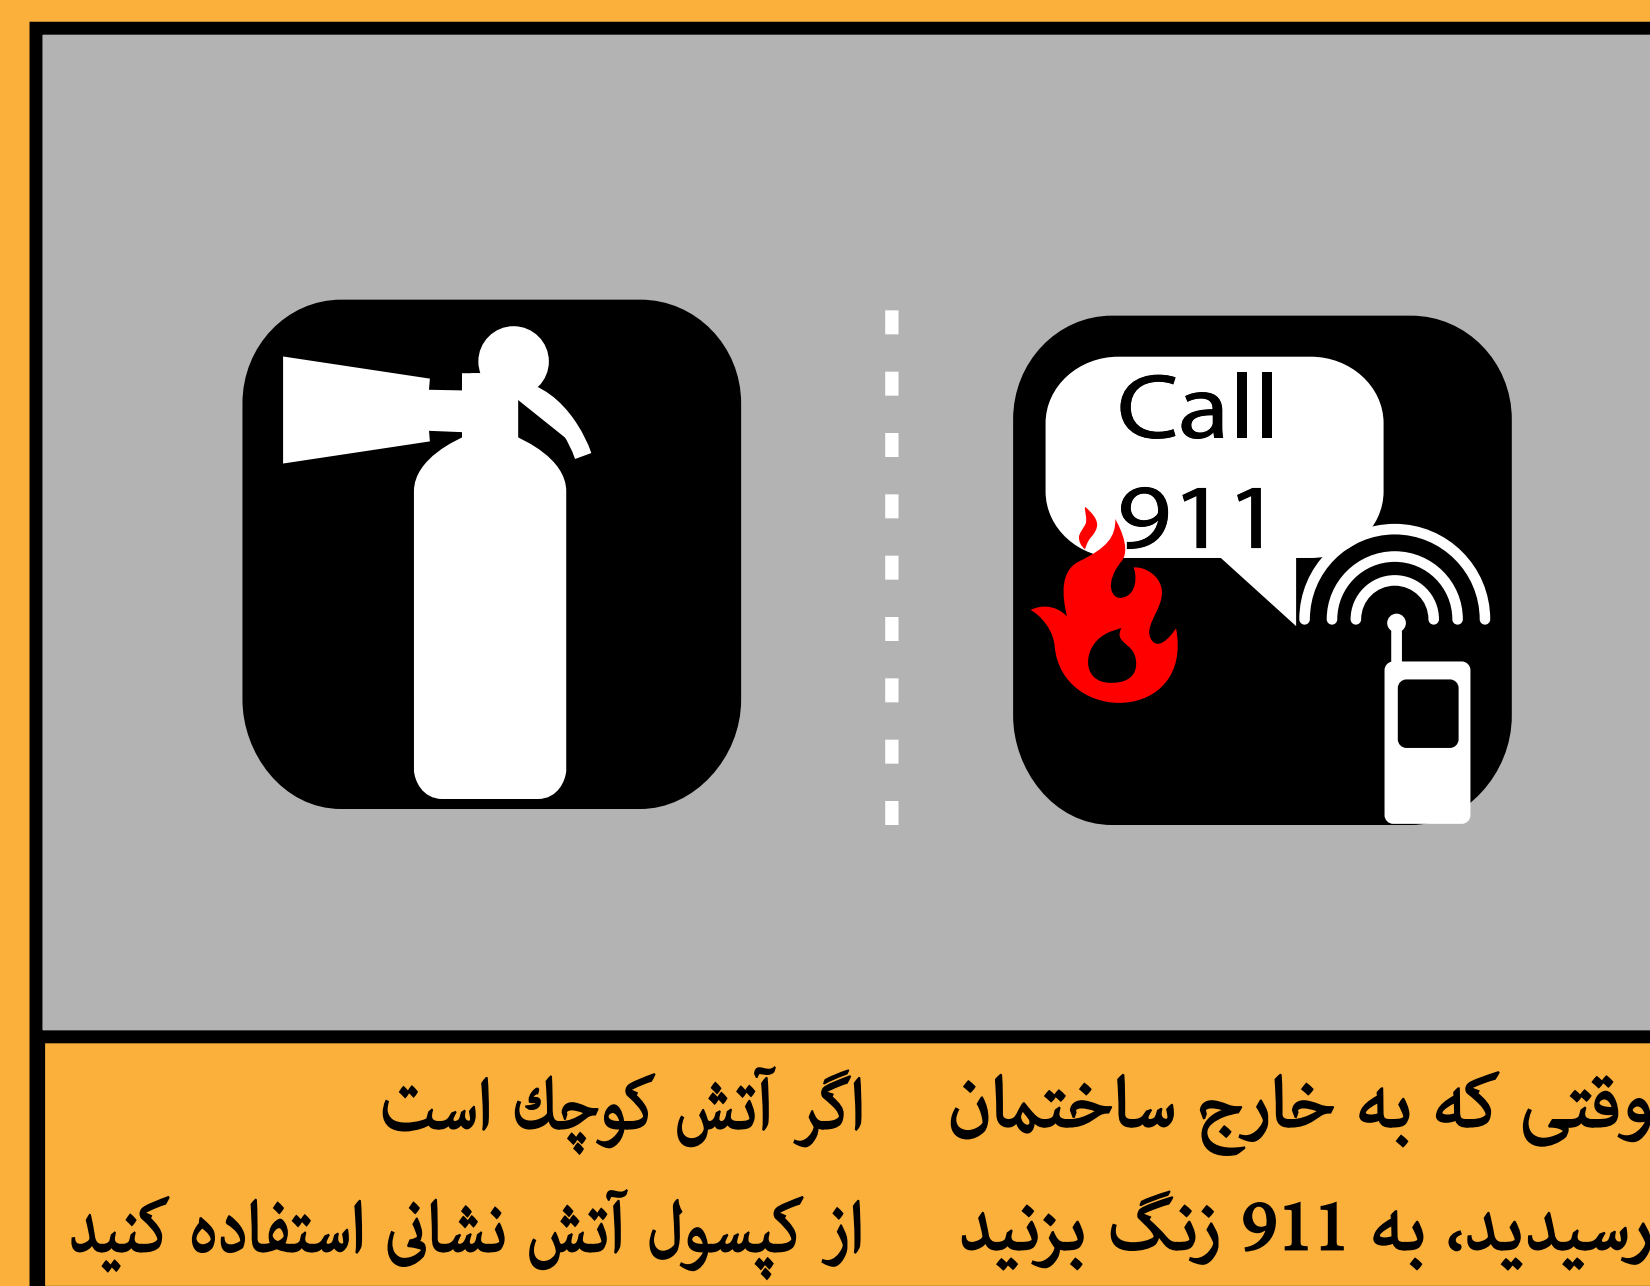 Call
911
وقتی که به خارج ساختمان
رسیدید، به 911 زنگ بزنید
اگر آتش کوچك است
از کپسول آتش نشانی استفاده کنید